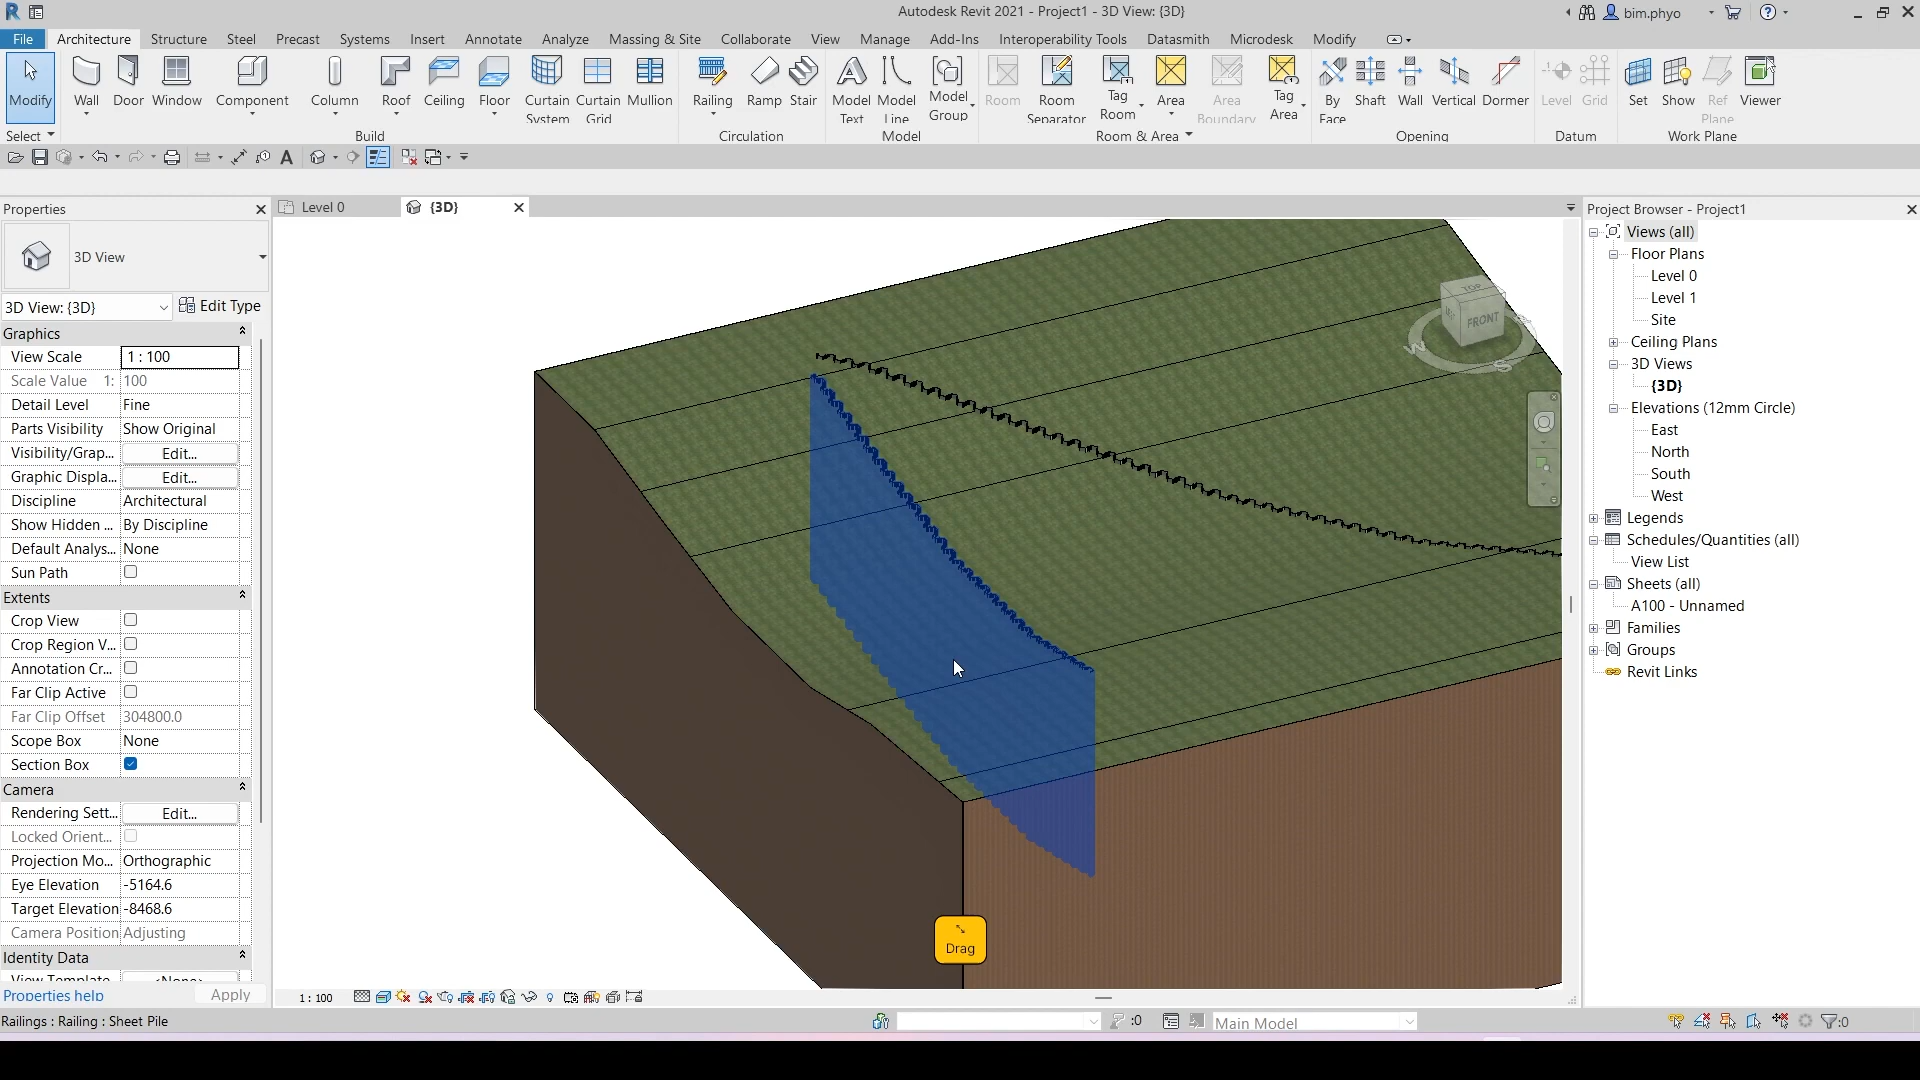 Autodesk Revit 2021 - Project1 - 3D View: {3D}
bim.phyo
File Architecture Structure Steel Precast Systems Insert Annotate Analyze Massing & Site Collaborate View Manage Add-Ins Interoperability Tools Datasmith Microdesk Modify
Modify Wall Door Window Component Column Roof Ceiling Floor Curtain System Curtain Grid Mullion Railing Ramp Stair Model Text Model Line Model Group Room Room Separator Tag Room Area Area Boundary Tag Area By Face Shaft Wall Vertical Dormer Level Grid Set Show Ref Plane Viewer
Select Build Circulation Model Room & Area Opening Datum Work Plane
Properties
Level 0
{3D}
Project Browser - Project1
3D View
3D View: {3D}
Edit Type
Graphics
View Scale 1 : 100
Scale Value 1: 100
Detail Level Fine
Parts Visibility Show Original
Visibility/Grap... Edit...
Graphic Displa... Edit...
Discipline Architectural
Show Hidden ... By Discipline
Default Analys... None
Sun Path
Extents
Crop View
Crop Region V...
Annotation Cr...
Far Clip Active
Far Clip Offset 304800.0
Scope Box None
Section Box
Camera
Rendering Sett... Edit...
Locked Orient...
Projection Mo... Orthographic
Eye Elevation -5164.6
Target Elevation -8468.6
Camera Position Adjusting
Identity Data
View Template <None>
Properties help
Apply
TOP
FRONT
W
S
Drag
1 : 100
Views (all)
Floor Plans
Level 0
Level 1
Site
Ceiling Plans
3D Views
{3D}
Elevations (12mm Circle)
East
North
South
West
Legends
Schedules/Quantities (all)
View List
Sheets (all)
A100 - Unnamed
Families
Groups
Revit Links
Railings : Railing : Sheet Pile
:0
Main Model
:0